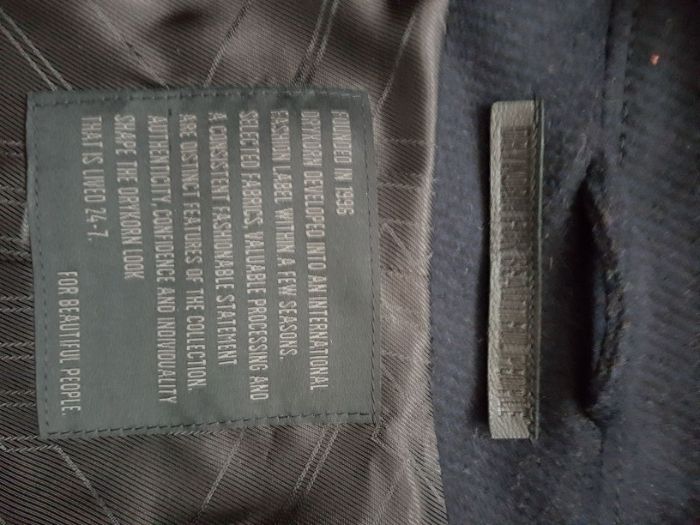 FOUNDED IN 1996
DRYKORN DEVELOPED INTO AN INTERNATIONAL
FASHION LABEL WITHIN A FEW SEASONS.
SELECTED FABRICS, VALUABLE PROCESSING AND
A CONSISTENT FASHIONABLE STATEMENT
ARE DISTINCT FEATURES OF THE COLLECTION.
AUTHENTICITY, CONFIDENCE AND INDIVIDUALITY
SHAPE THE DRYKORN LOOK
THAT IS LIVED 24-7.
FOR BEAUTIFUL PEOPLE.